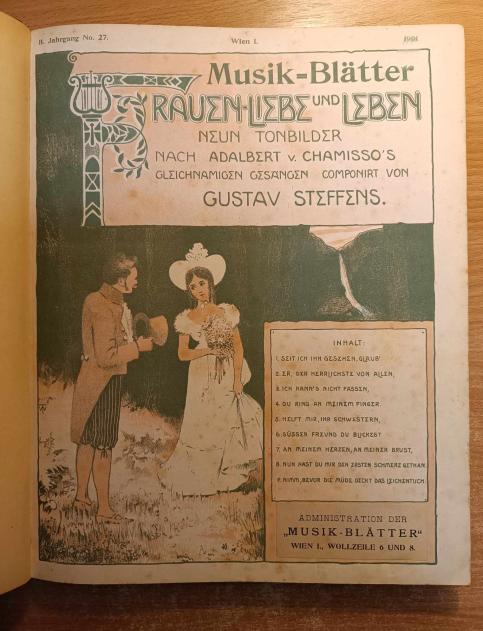 II. Jahrgang No. 27.
Wien I.
1901
Musik-Blätter
FRAUEN-LIEBE UND LEBEN
NEUN TONBILDER
NACH ADALBERT v. CHAMISSO'S
GLEICHNAMIGEN GESÄNGEN COMPONIRT VON
GUSTAV STEFFENS.
INHALT:
1. SEIT ICH IHN GESEHEN, GLAUB'
2. ER, DER HERRLICHSTE VON ALLEN,
3. ICH KANN'S NICHT FASSEN,
4. DU RING AN MEINEM FINGER.
5. HELFT MIR, IHR SCHWESTERN,
6. SÜSSER FREUND DU BLICKEST
7. AN MEINEM HERZEN, AN MEINER BRUST,
8. NUN HAST DU MIR DEN ERSTEN SCHMERZ GETHAN.
9. NIMM, BEVOR DIE MÜDE DECKT DAS LEICHENTUCH.
ADMINISTRATION DER
„MUSIK-BLÄTTER"
WIEN I., WOLLZEILE 6 UND 8.